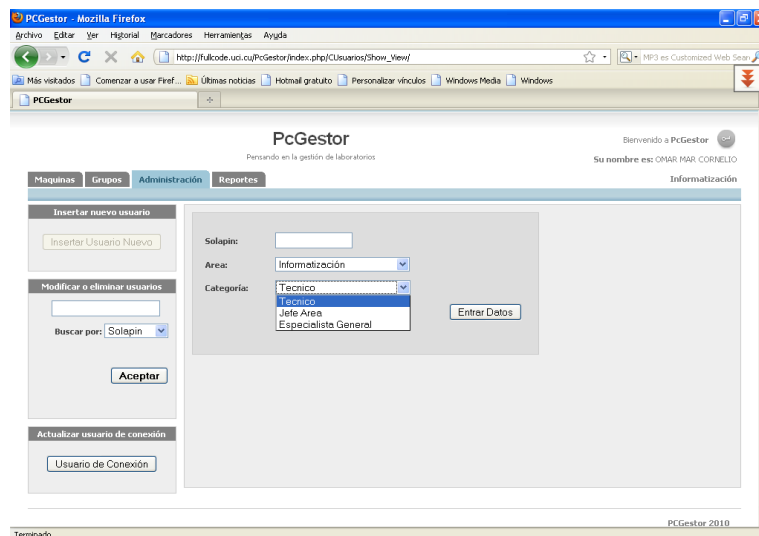 PCGestor - Mozilla Firefox
Archivo Editar Ver Historial Marcadores Herramientas Ayuda
http://fullcode.uci.cu/PcGestor/index.php/CUsuarios/Show_View/
MP3 es Customized Web Sear
Más visitados Comenzar a usar Firef... Últimas noticias Hotmail gratuito Personalizar vínculos Windows Media Windows
PCGestor
PcGestor
Pensando en la gestión de laboratorios
Bienvenido a PcGestor
Su nombre es: OMAR MAR CORNELIO
Maquinas Grupos Administración Reportes
Informatización
Insertar nuevo usuario
Insertar Usuario Nuevo
Modificar o eliminar usuarios
Buscar por: Solapin
Aceptar
Actualizar usuario de conexión
Usuario de Conexión
Solapin:
Area: Informatización
Categoría: Tecnico
Tecnico
Jefe Area
Especialista General
Entrar Datos
PCGestor 2010
Terminado